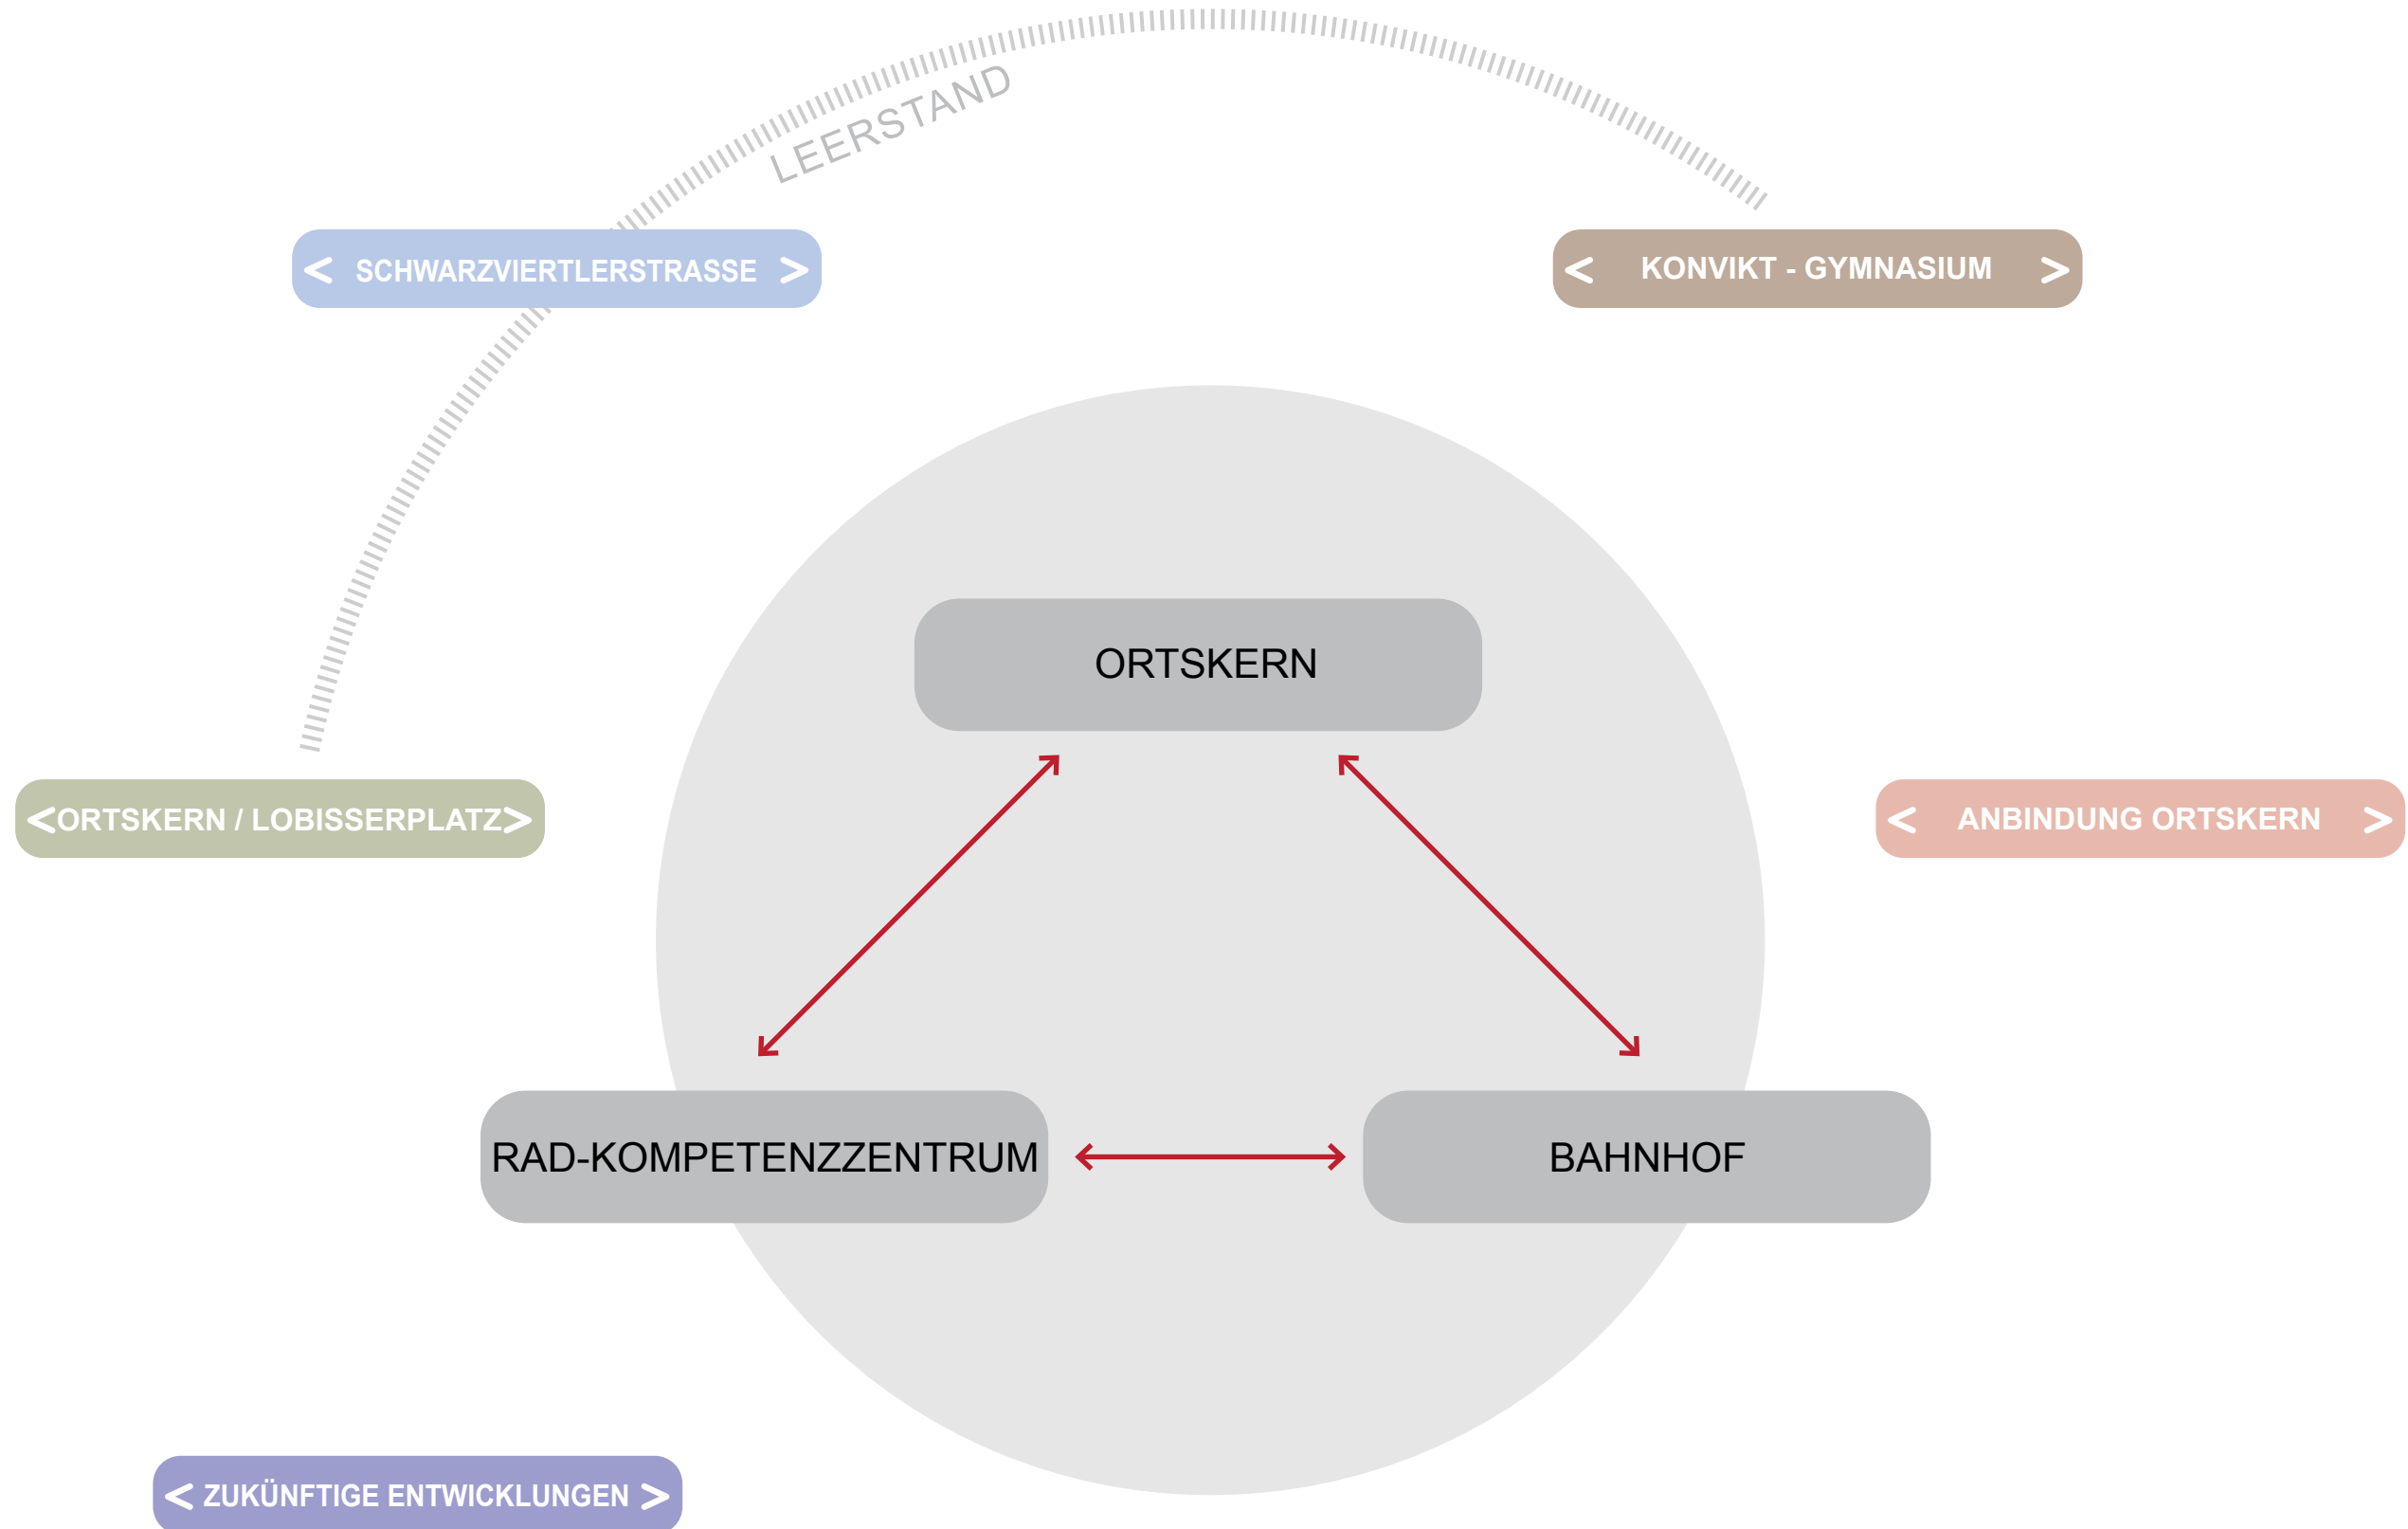 LEERSTAND
< SCHWARZVIERTLERSTRASSE >
< KONVIKT - GYMNASIUM >
ORTSKERN
< ORTSKERN / LOBISSERPLATZ >
< ANBINDUNG ORTSKERN >
RAD-KOMPETENZZENTRUM
BAHNHOF
< ZUKÜNFTIGE ENTWICKLUNGEN >